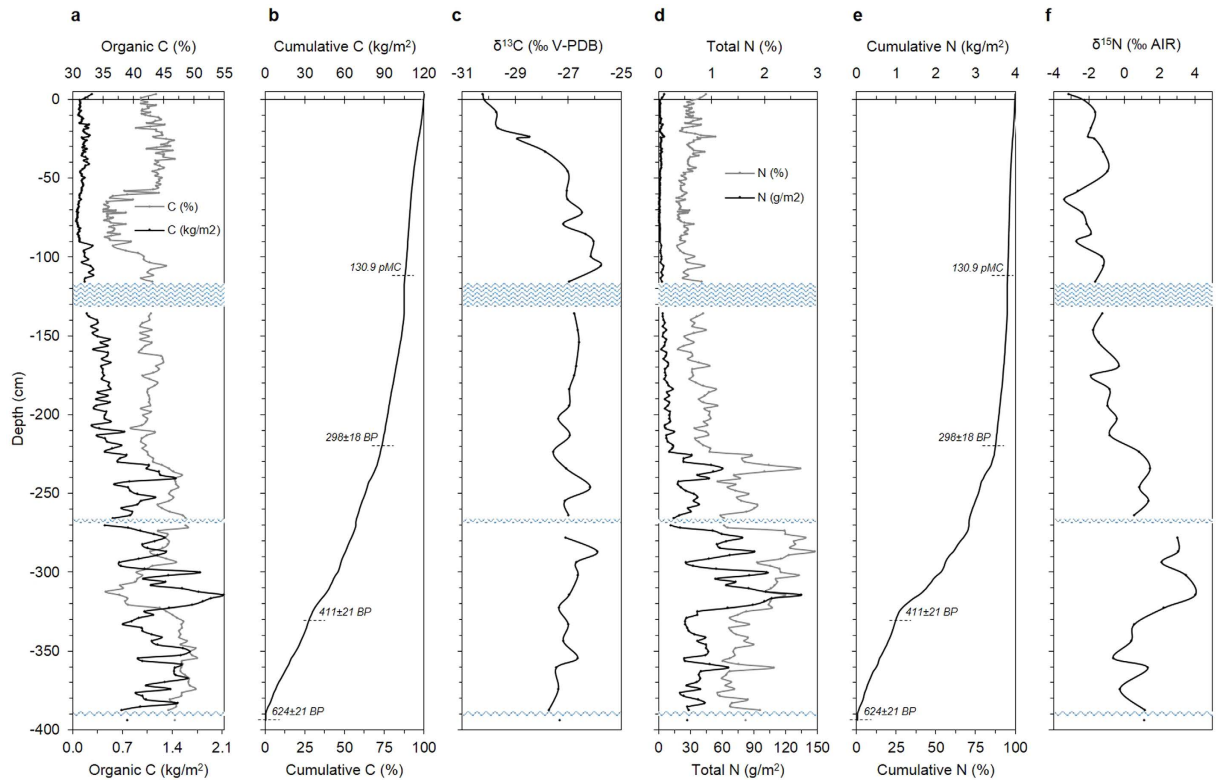 a b c d e f
Organic C (%) Cumulative C (kg/m²) δ¹³C (‰ V-PDB) Total N (%) Cumulative N (kg/m²) δ¹⁵N (‰ AIR)
30 35 40 45 50 55 0 30 60 90 120 -31 -29 -27 -25 0 1 1 2 2 3 0 1 2 3 4 -4 -2 0 2 4
0
-50
-100
-150
-200
-250
-300
-350
-400
Depth (cm)
C (%)
C (kg/m2)
130.9 pMC
298±18 BP
411±21 BP
624±21 BP
N (%)
N (g/m2)
130.9 pMC
298±18 BP
411±21 BP
624±21 BP
0.0 0.7 1.4 2.1 0 25 50 75 100 0 30 60 90 120 150 0 25 50 75 100
Organic C (kg/m²) Cumulative C (%) Total N (g/m²) Cumulative N (%)